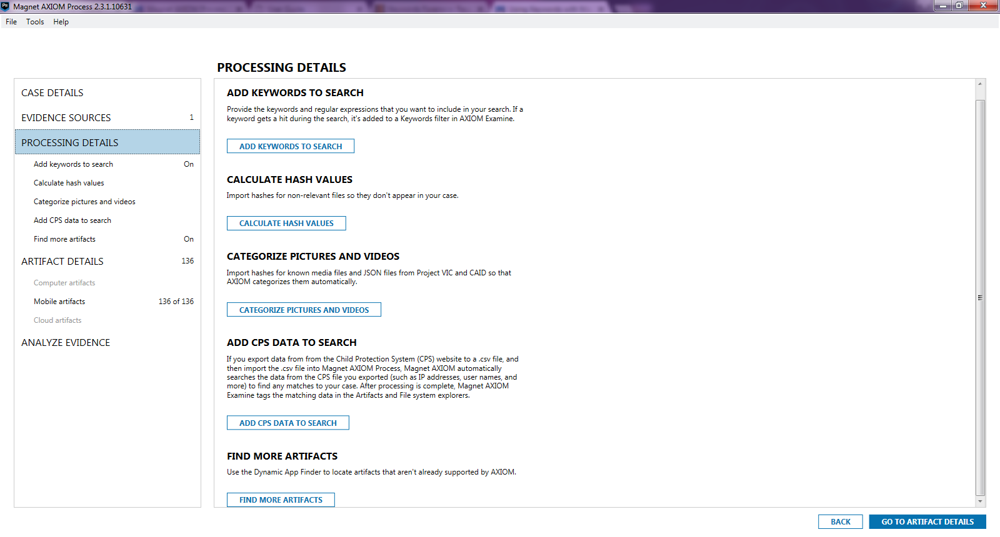 PR Magnet AXIOM Process 2.3.1.10631
File Tools Help
PROCESSING DETAILS
CASE DETAILS
EVIDENCE SOURCES 1
PROCESSING DETAILS
Add keywords to search On
Calculate hash values
Categorize pictures and videos
Add CPS data to search
Find more artifacts On
ARTIFACT DETAILS 136
Computer artifacts
Mobile artifacts 136 of 136
Cloud artifacts
ANALYZE EVIDENCE
ADD KEYWORDS TO SEARCH
Provide the keywords and regular expressions that you want to include in your search. If a
keyword gets a hit during the search, it's added to a Keywords filter in AXIOM Examine.
ADD KEYWORDS TO SEARCH
CALCULATE HASH VALUES
Import hashes for non-relevant files so they don't appear in your case.
CALCULATE HASH VALUES
CATEGORIZE PICTURES AND VIDEOS
Import hashes for known media files and JSON files from Project VIC and CAID so that
AXIOM categorizes them automatically.
CATEGORIZE PICTURES AND VIDEOS
ADD CPS DATA TO SEARCH
If you export data from from the Child Protection System (CPS) website to a .csv file, and
then import the .csv file into Magnet AXIOM Process, Magnet AXIOM automatically
searches the data from the CPS file you exported (such as IP addresses, user names, and
more) to find any matches to your case. After processing is complete, Magnet AXIOM
Examine tags the matching data in the Artifacts and File system explorers.
ADD CPS DATA TO SEARCH
FIND MORE ARTIFACTS
Use the Dynamic App Finder to locate artifacts that aren't already supported by AXIOM.
FIND MORE ARTIFACTS
BACK
GO TO ARTIFACT DETAILS